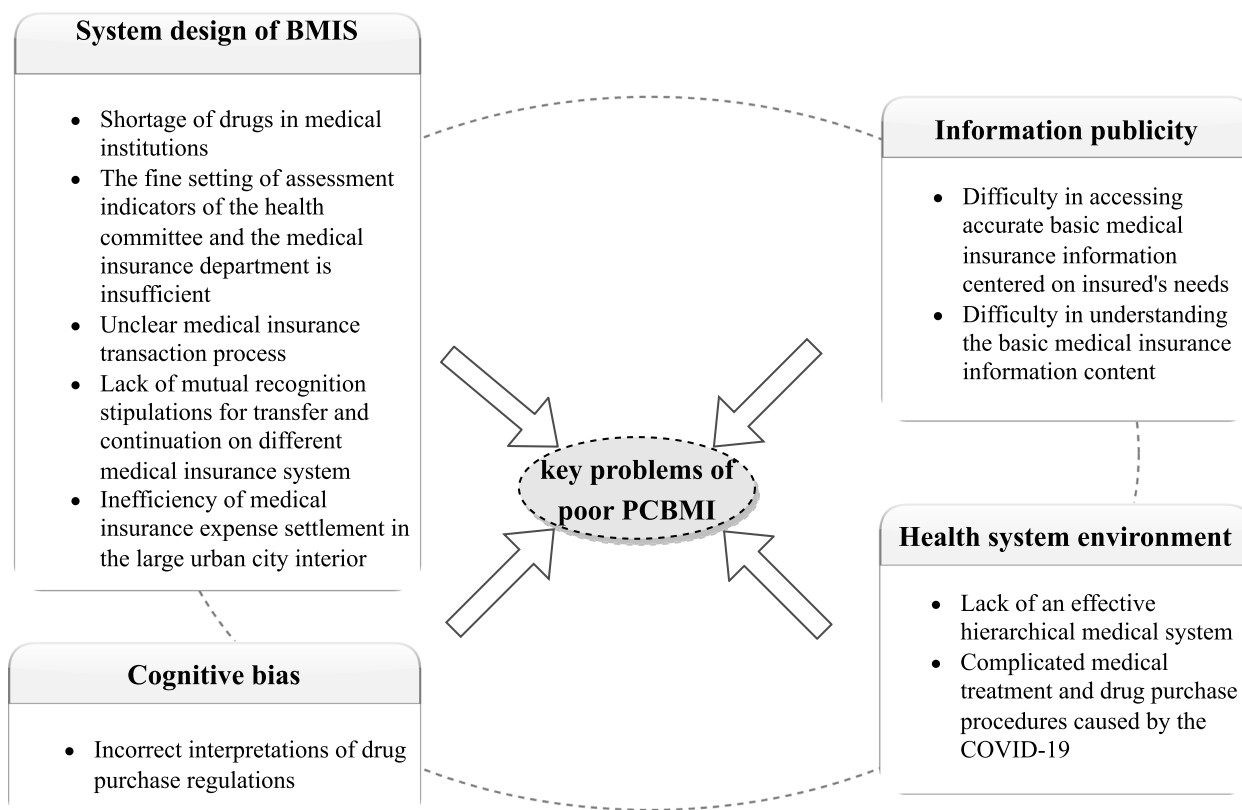 System design of BMIS
• Shortage of drugs in medical
institutions
• The fine setting of assessment
indicators of the health
committee and the medical
insurance department is
insufficient
• Unclear medical insurance
transaction process
• Lack of mutual recognition
stipulations for transfer and
continuation on different
medical insurance system
• Inefficiency of medical
insurance expense settlement in
the large urban city interior
Information publicity
• Difficulty in accessing
accurate basic medical
insurance information
centered on insured's needs
• Difficulty in understanding
the basic medical insurance
information content
key problems of
poor PCBMI
Cognitive bias
• Incorrect interpretations of drug
purchase regulations
Health system environment
• Lack of an effective
hierarchical medical system
• Complicated medical
treatment and drug purchase
procedures caused by the
COVID-19